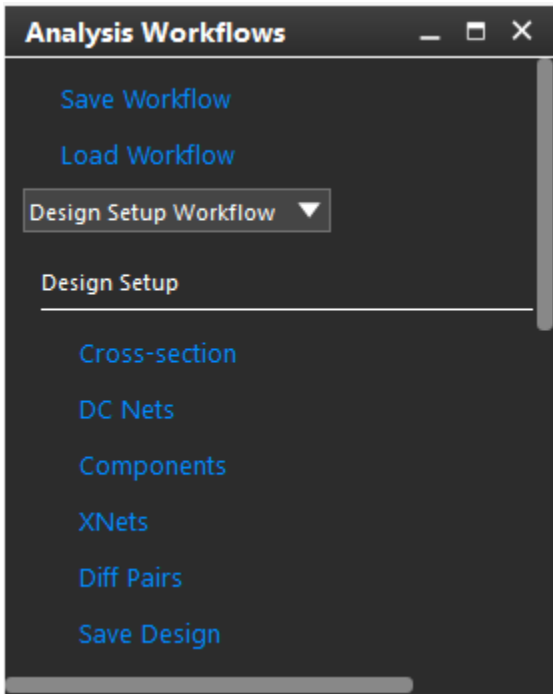 Analysis Workflows
Save Workflow
Load Workflow
Design Setup Workflow
Design Setup
Cross-section
DC Nets
Components
XNets
Diff Pairs
Save Design